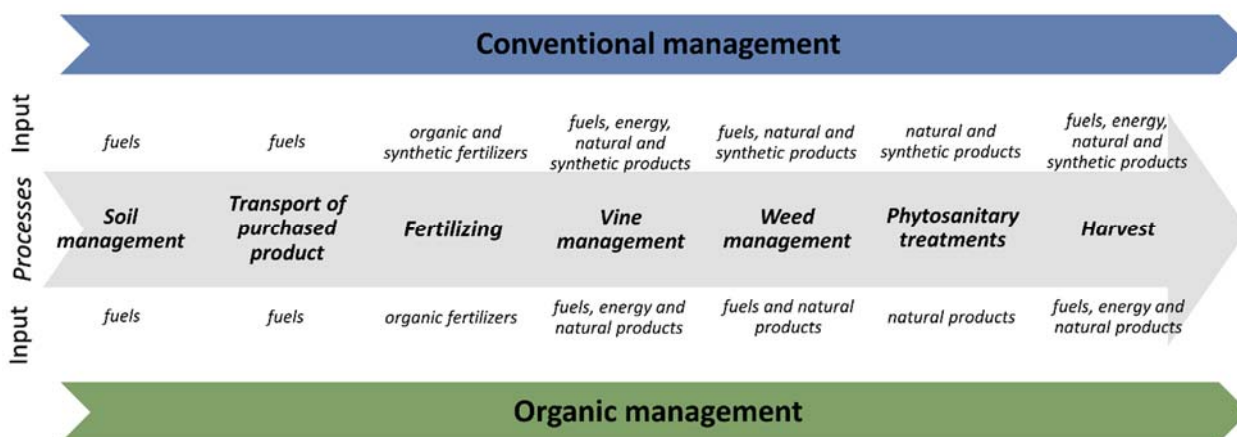 Conventional management
Input
fuels
fuels
organic and
synthetic fertilizers
fuels, energy,
natural and
synthetic products
fuels, natural and
synthetic products
natural and
synthetic products
fuels, energy,
natural and
synthetic products
Processes
Soil
management
Transport of
purchased
product
Fertilizing
Vine
management
Weed
management
Phytosanitary
treatments
Harvest
Input
fuels
fuels
organic fertilizers
fuels, energy and
natural products
fuels and natural
products
natural products
fuels, energy and
natural products
Organic management